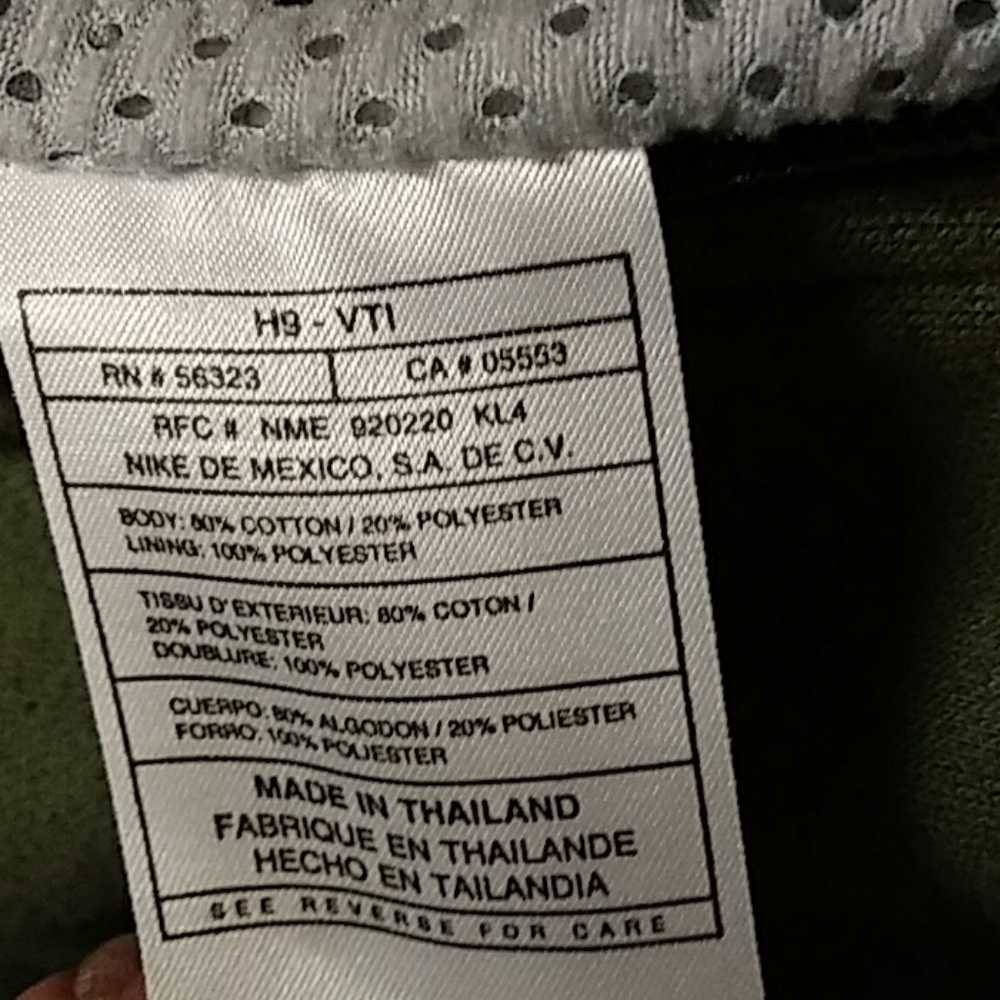 H9 - VTI
RN # 56323
CA # 05553
RFC # NME 920220 KL4
NIKE DE MEXICO, S.A. DE C.V.
BODY: 80% COTTON / 20% POLYESTER
LINING: 100% POLYESTER
TISSU D'EXTERIEUR: 80% COTON /
20% POLYESTER
DOUBLURE: 100% POLYESTER
CUERPO: 80% ALGODON / 20% POLIESTER
FORRO: 100% POLIESTER
MADE IN THAILAND
FABRIQUE EN THAILANDE
HECHO EN TAILANDIA
SEE REVERSE FOR CARE